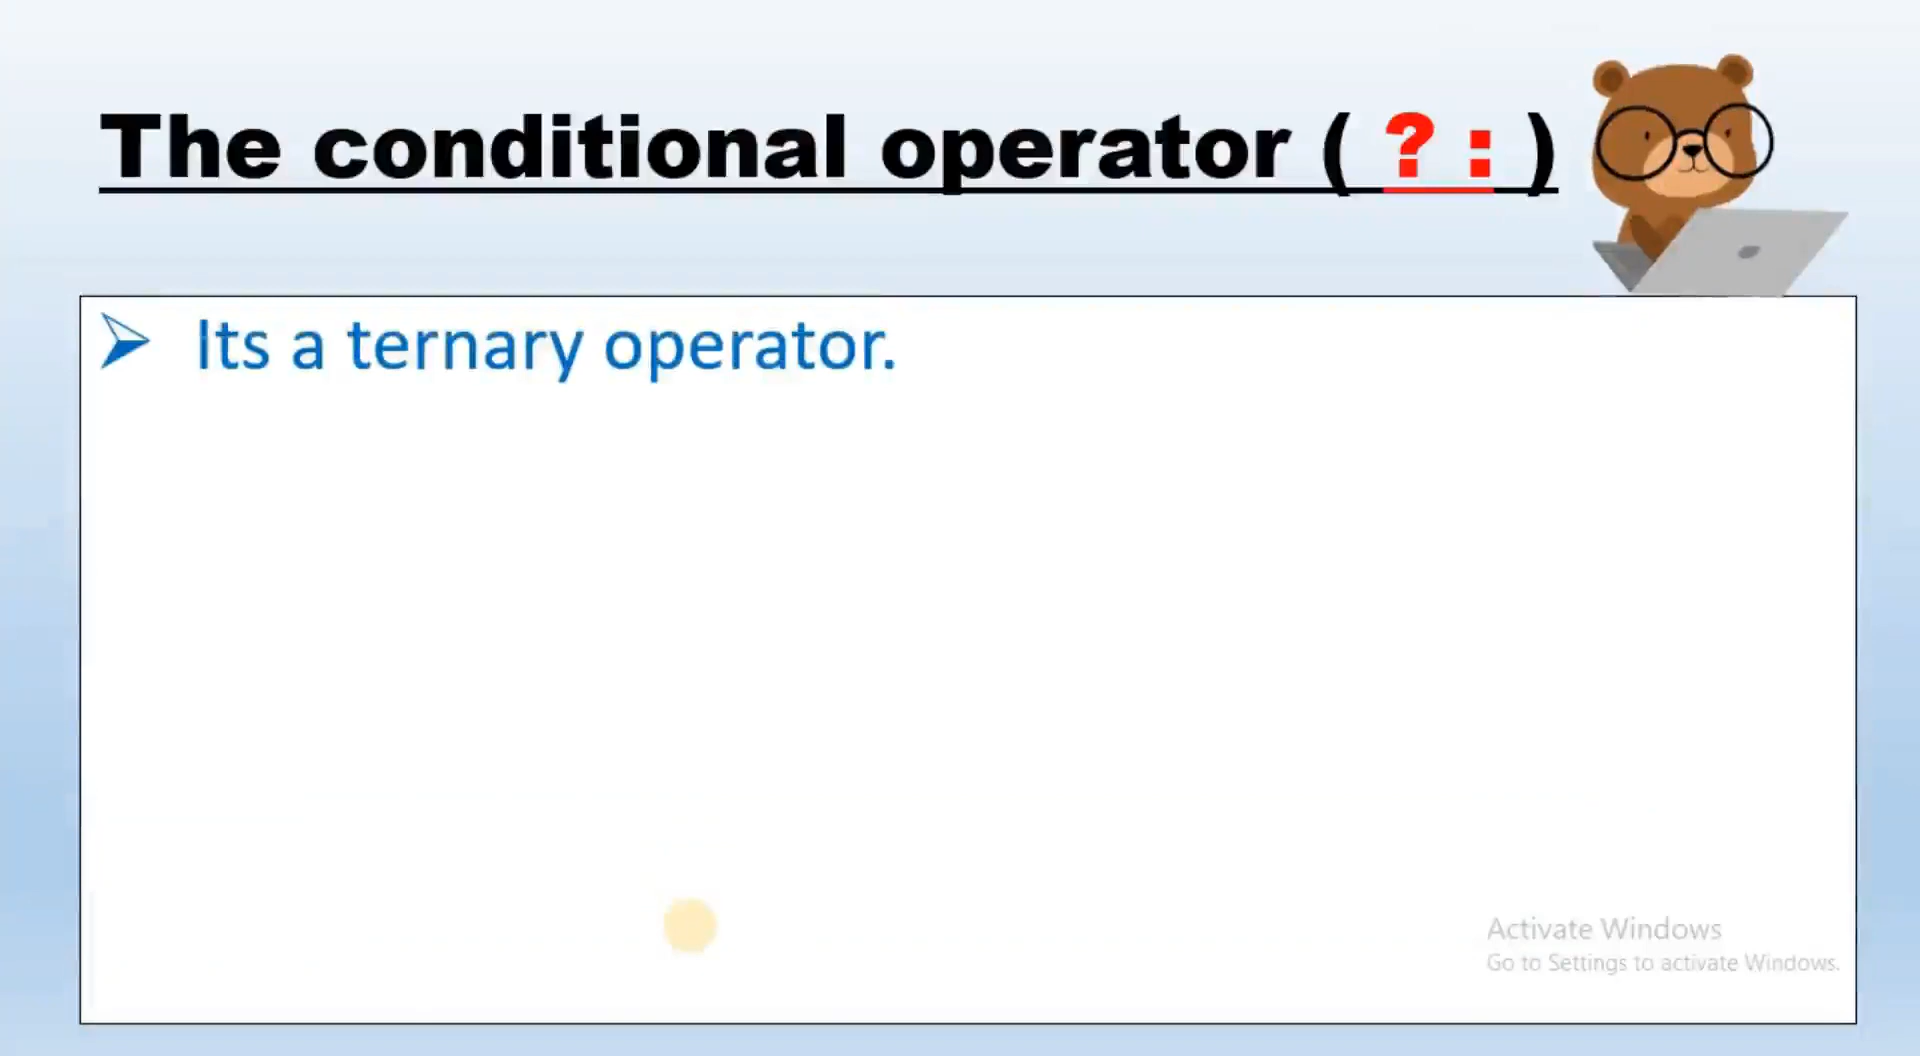 The conditional operator ( ? : )
Its a ternary operator.
Activate Windows
Go to Settings to activate Windows.